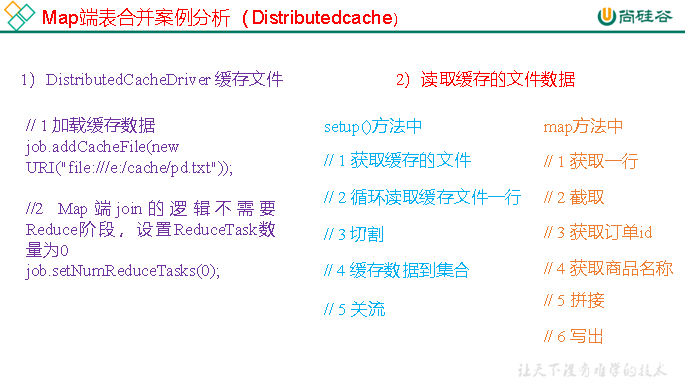 Map端表合并案例分析（Distributedcache）
尚硅谷
1）DistributedCacheDriver 缓存文件
// 1 加载缓存数据
job.addCacheFile(new
URI("file:///e:/cache/pd.txt"));
//2 Map 端 join 的逻辑不需要
Reduce阶段，设置ReduceTask数
量为0
job.setNumReduceTasks(0);
2）读取缓存的文件数据
setup()方法中
// 1 获取缓存的文件
// 2 循环读取缓存文件一行
// 3 切割
// 4 缓存数据到集合
// 5 关流
map方法中
// 1 获取一行
// 2 截取
// 3 获取订单id
// 4 获取商品名称
// 5 拼接
// 6 写出
让天下没有难学的技术